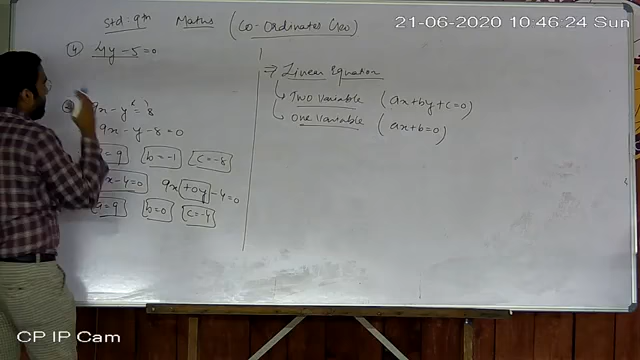 Std: 9th Maths (Co-Ordinates Geo)
21-06-2020 10:46:24 Sun
④ 4y - 5 = 0
x - y = 8
9x - y - 8 = 0
= 9 b = -1 c = -8
x - 4 = 0 9x + 0y - 4 = 0
a = 9 b = 0 c = -4
⇒ Linear Equation
↳ Two Variable (ax + by + c = 0)
↳ One Variable (ax + b = 0)
CP IP Cam